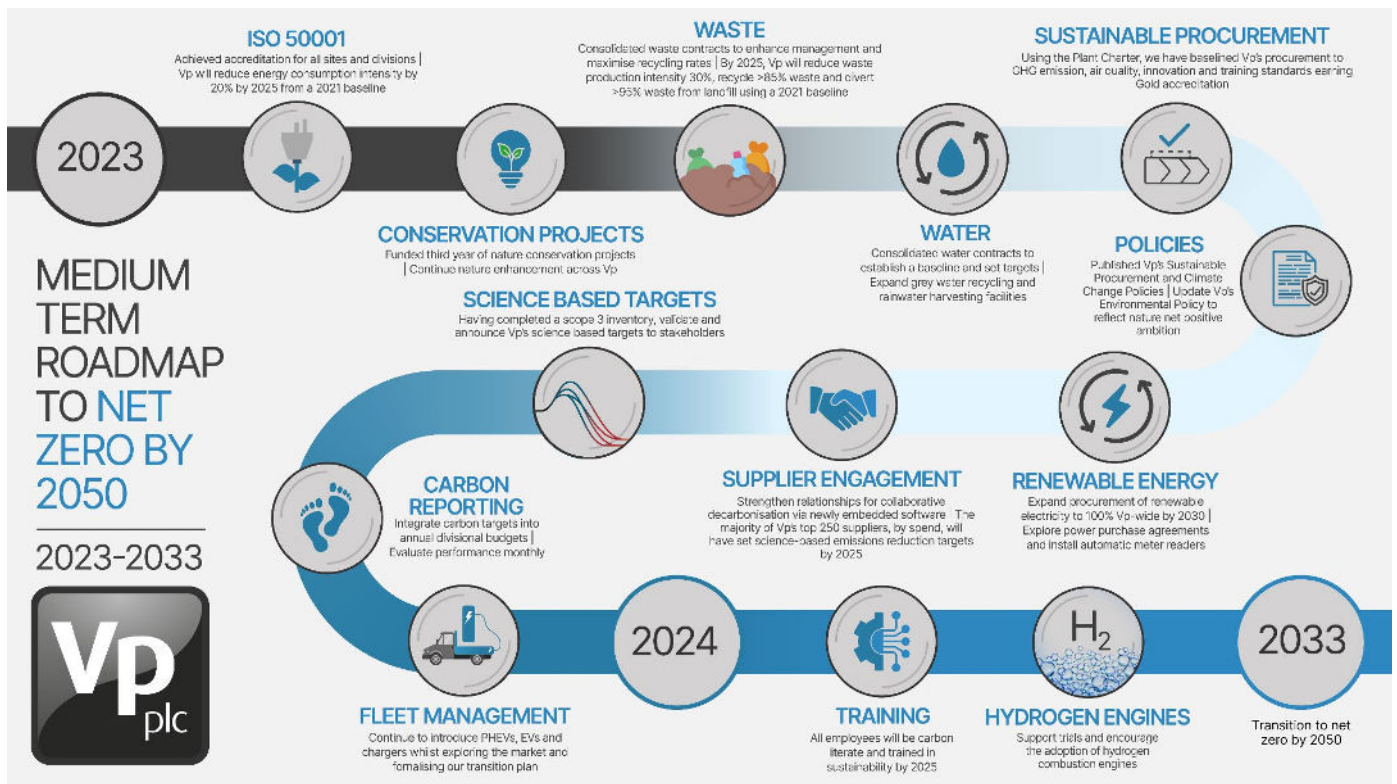 ISO 50001
Achieved accreditation for all sites and divisions |
Vp will reduce energy consumption intensity by
20% by 2025 from a 2021 baseline
WASTE
Consolidated waste contracts to enhance management and
maximise recycling rates | By 2025, Vp will reduce waste
production intensity 30%, recycle >85% waste and divert
>95% waste from landfill using a 2021 baseline
SUSTAINABLE PROCUREMENT
Using the Plant Charter, we have baselined Vp's procurement to
GHG emission, air quality, innovation and training standards earning
Gold accreditation
2023
CONSERVATION PROJECTS
Funded third year of nature conservation projects
| Continue nature enhancement across Vp
WATER
Consolidated water contracts to
establish a baseline and set targets |
Expand grey water recycling and
rainwater harvesting facilities
POLICIES
Published Vp's Sustainable
Procurement and Climate
Change Policies | Update Vp's
Environmental Policy to
reflect nature net positive
ambition
MEDIUM
TERM
ROADMAP
TO NET
ZERO BY
2050
2023-2033
SCIENCE BASED TARGETS
Having completed a scope 3 inventory, validate and
announce Vp's science based targets to stakeholders
CARBON
REPORTING
Integrate carbon targets into
annual divisional budgets |
Evaluate performance monthly
SUPPLIER ENGAGEMENT
Strengthen relationships for collaborative
decarbonisation via newly embedded software The
majority of Vp's top 250 suppliers, by spend, will
have set science-based emissions reduction targets
by 2025
RENEWABLE ENERGY
Expand procurement of renewable
electricity to 100% Vp-wide by 2030 |
Explore power purchase agreements
and install automatic meter readers
Vp
plc
FLEET MANAGEMENT
Continue to introduce PHEVs, EVs and
chargers whilst exploring the market and
formalising our transition plan
2024
TRAINING
All employees will be carbon
literate and trained in
sustainability by 2025
H2
HYDROGEN ENGINES
Support trials and encourage
the adoption of hydrogen
combustion engines
2033
Transition to net
zero by 2050